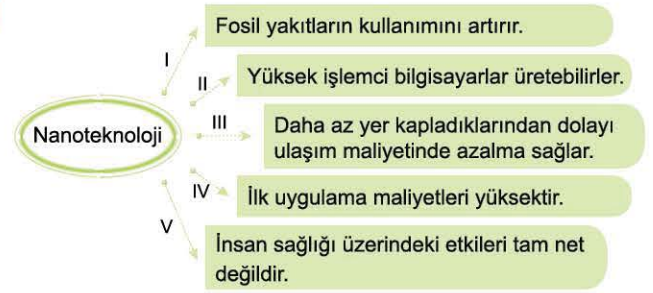 I
Fosil yakıtların kullanımını artırır.
II
Yüksek işlemci bilgisayarlar üretebilirler.
Nanoteknoloji
III
Daha az yer kapladıklarından dolayı
ulaşım maliyetinde azalma sağlar.
IV
İlk uygulama maliyetleri yüksektir.
V
İnsan sağlığı üzerindeki etkileri tam net
değildir.